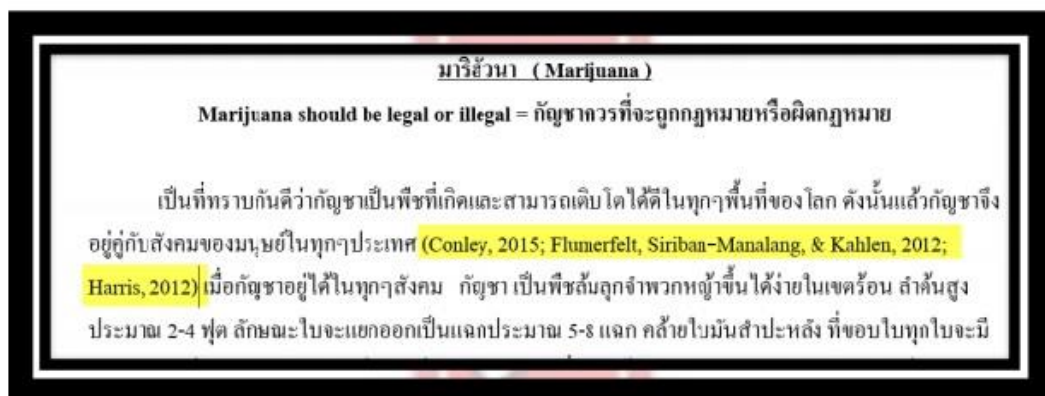 มาริฮ้วนา ( Marijuana )
Marijuana should be legal or illegal = กัญชาควรที่จะถูกกฎหมายหรือผิดกฎหมาย
เป็นที่ทราบกันดีว่ากัญชาเป็นพืชที่เกิดและสามารถเติบโตได้ดีในทุกๆพื้นที่ของโลก ดังนั้นแล้วกัญชาจึง
อยู่คู่กับสังคมของมนุษย์ในทุกๆประเทศ (Conley, 2015; Flumerfelt, Siriban-Manalang, & Kahlen, 2012;
Harris, 2012) เมื่อกัญชาอยู่ได้ในทุกๆสังคม กัญชา เป็นพืชล้มลุกจำพวกหญ้าขึ้นได้ง่ายในเขตร้อน ลำต้นสูง
ประมาณ 2-4 ฟุต ลักษณะใบจะแยกออกเป็นแฉกประมาณ 5-8 แฉก คล้ายใบมันสำปะหลัง ที่ขอบใบทุกใบจะมี